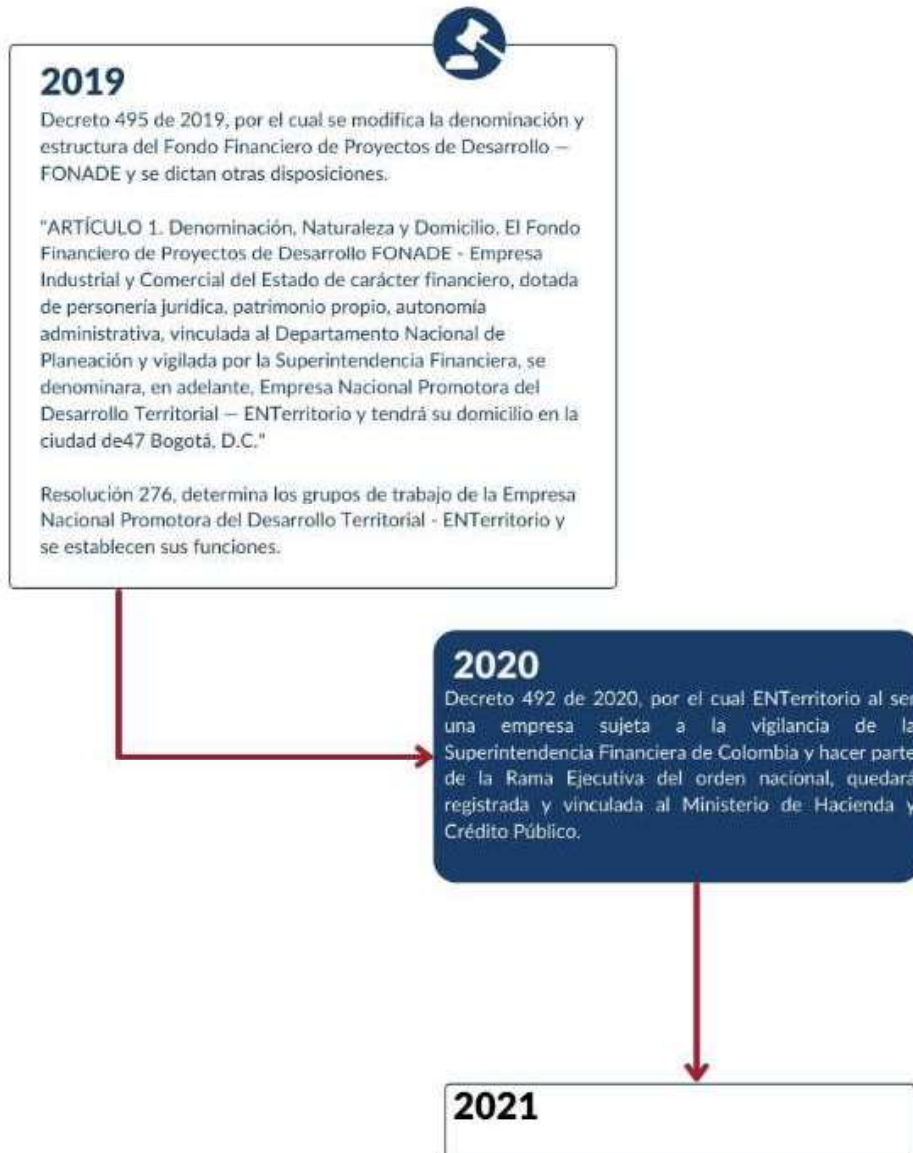 2019
Decreto 495 de 2019, por el cual se modifica la denominación y
estructura del Fondo Financiero de Proyectos de Desarrollo —
FONADE y se dictan otras disposiciones.
"ARTÍCULO 1. Denominación, Naturaleza y Domicilio. El Fondo
Financiero de Proyectos de Desarrollo FONADE - Empresa
Industrial y Comercial del Estado de carácter financiero, dotada
de personería jurídica, patrimonio propio, autonomía
administrativa, vinculada al Departamento Nacional de
Planeación y vigilada por la Superintendencia Financiera, se
denominara, en adelante, Empresa Nacional Promotora del
Desarrollo Territorial — ENTerritorio y tendrá su domicilio en la
ciudad de47 Bogotá, D.C."
Resolución 276, determina los grupos de trabajo de la Empresa
Nacional Promotora del Desarrollo Territorial - ENTerritorio y
se establecen sus funciones.
2020
Decreto 492 de 2020, por el cual ENTerritorio al ser
una empresa sujeta a la vigilancia de la
Superintendencia Financiera de Colombia y hacer parte
de la Rama Ejecutiva del orden nacional, quedará
registrada y vinculada al Ministerio de Hacienda y
Crédito Público.
2021